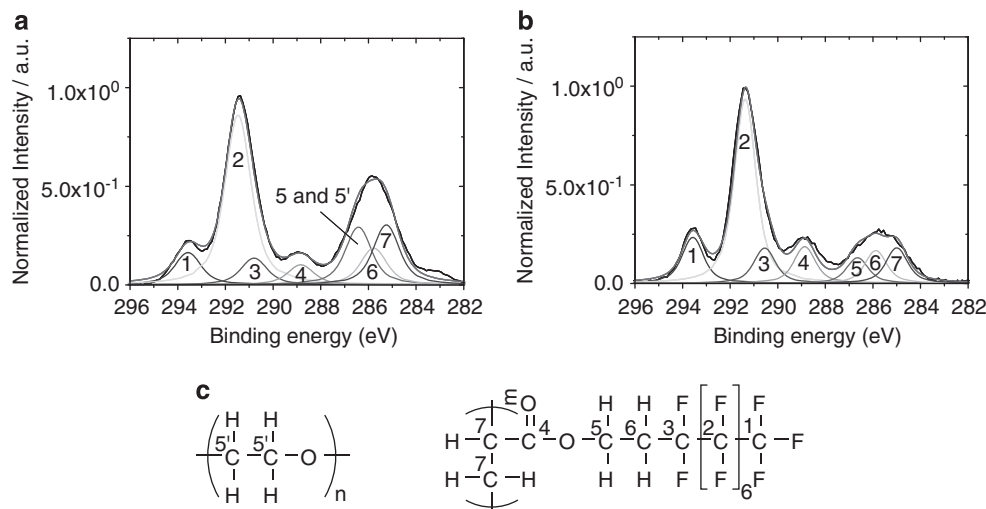 a
b
Normalized Intensity / a.u.
1.0x10⁰
5.0x10⁻¹
0.0
1
2
3
4
5 and 5'
6
7
296 294 292 290 288 286 284 282
Binding energy (eV)
Normalized Intensity / a.u.
1.0x10⁰
5.0x10⁻¹
0.0
1
2
3
4
5
6
7
296 294 292 290 288 286 284 282
Binding energy (eV)
c
H H
5' 5'
C C O
H H
n
m O H H F F F
7 4 5 6 3 2 1
H C C O C C C C C F
7 H H F F 6 F
C H
H